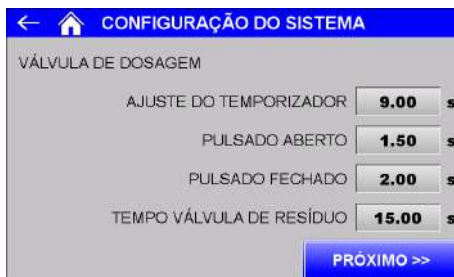 CONFIGURAÇÃO DO SISTEMA
VÁLVULA DE DOSAGEM
AJUSTE DO TEMPORIZADOR 9.00 s
PULSADO ABERTO 1.50 s
PULSADO FECHADO 2.00 s
TEMPO VÁLVULA DE RESÍDUO 15.00 s
PRÓXIMO >>